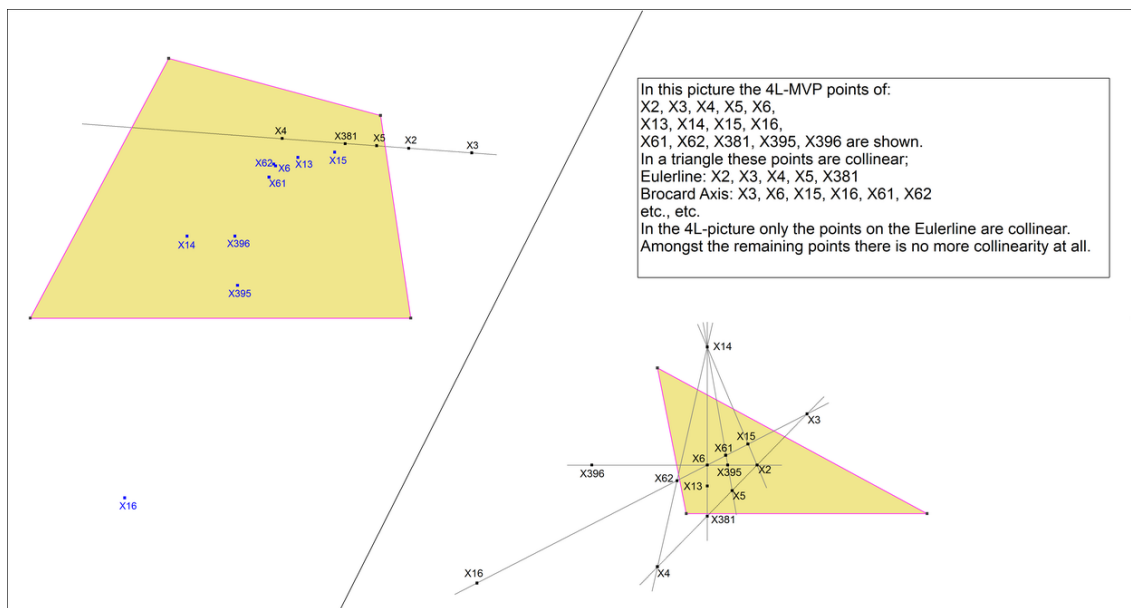 X4
X381
X5
X2
X3
X62
X6
X13
X15
X61
X14
X396
X395
X16
In this picture the 4L-MVP points of:
X2, X3, X4, X5, X6,
X13, X14, X15, X16,
X61, X62, X381, X395, X396 are shown.
In a triangle these points are collinear;
Eulerline: X2, X3, X4, X5, X381
Brocard Axis: X3, X6, X15, X16, X61, X62
etc., etc.
In the 4L-picture only the points on the Eulerline are collinear.
Amongst the remaining points there is no more collinearity at all.
X14
X3
X15
X61
X6
X396
X395
X2
X62
X13
X5
X381
X4
X16